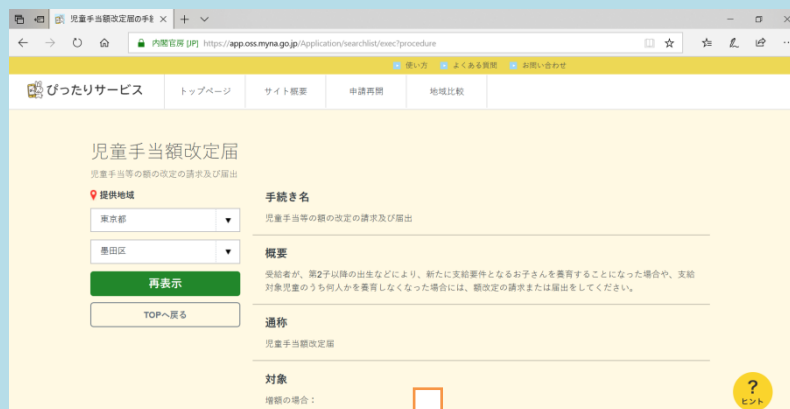 児童手当額改定届の手続
内閣官房 [JP] https://app.oss.myna.go.jp/Application/searchlist/exec?procedure
使い方 よくある質問 お問い合わせ
ぴったりサービス トップページ サイト概要 申請再開 地域比較
児童手当額改定届
児童手当等の額の改定の請求及び届出
提供地域
東京都
墨田区
再表示
TOPへ戻る
手続き名
児童手当等の額の改定の請求及び届出
概要
受給者が、第2子以降の出生などにより、新たに支給要件となるお子さんを養育することになった場合や、支給
対象児童のうち何人かを養育しなくなった場合には、額改定の請求または届出をしてください。
通称
児童手当額改定届
対象
増額の場合：
?
ヒント